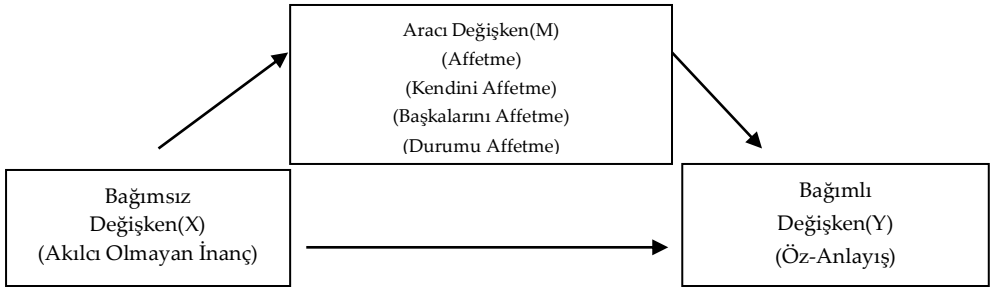 Aracı Değişken(M)
(Affetme)
(Kendini Affetme)
(Başkalarını Affetme)
(Durumu Affetme)
Bağımsız
Değişken(X)
(Akılcı Olmayan İnanç)
Bağımlı
Değişken(Y)
(Öz-Anlayış)